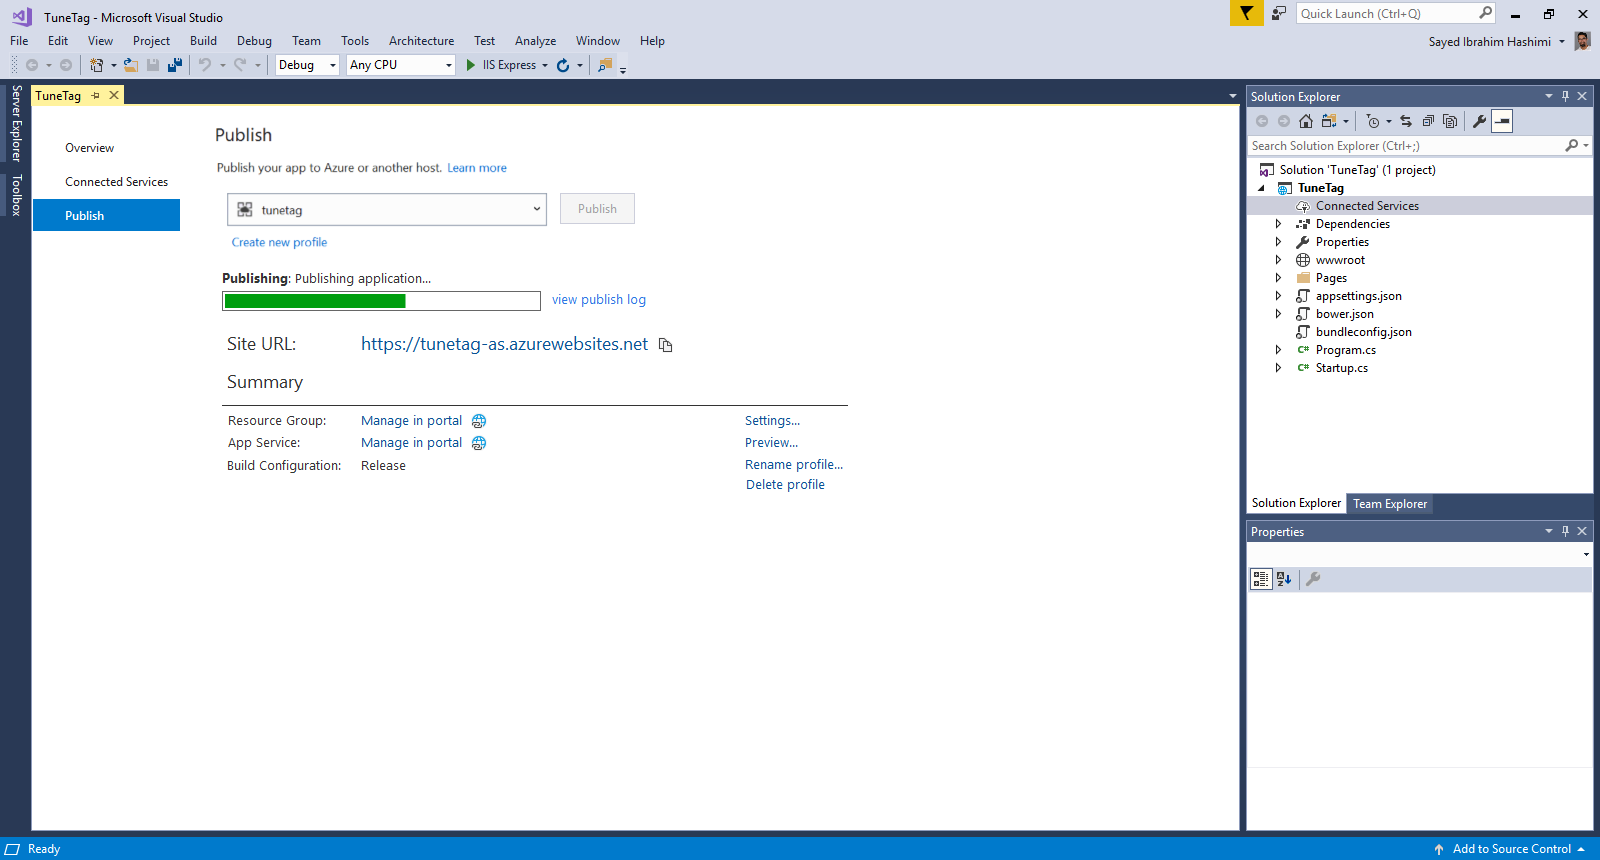 TuneTag - Microsoft Visual Studio
Quick Launch (Ctrl+Q)
File Edit View Project Build Debug Team Tools Architecture Test Analyze Window Help
Sayed Ibrahim Hashimi
Debug Any CPU IIS Express
Server Explorer
Toolbox
TuneTag
Overview
Connected Services
Publish
Publish
Publish your app to Azure or another host. Learn more
tunetag
Publish
Create new profile
Publishing: Publishing application...
view publish log
Site URL: https://tunetag-as.azurewebsites.net
Summary
Resource Group: Manage in portal Settings...
App Service: Manage in portal Preview...
Build Configuration: Release Rename profile...
Delete profile
Solution Explorer
Search Solution Explorer (Ctrl+;)
Solution 'TuneTag' (1 project)
TuneTag
Connected Services
Dependencies
Properties
wwwroot
Pages
appsettings.json
bower.json
bundleconfig.json
C# Program.cs
C# Startup.cs
Solution Explorer Team Explorer
Properties
Ready
Add to Source Control